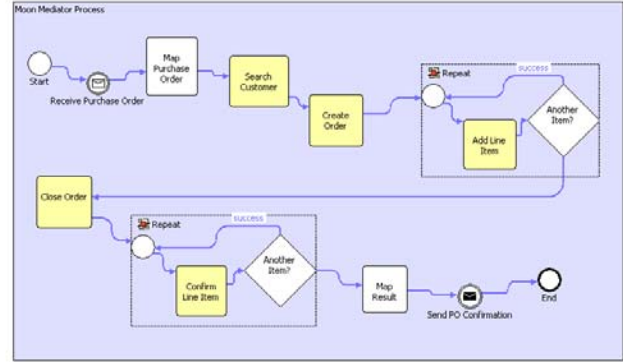 Moon Mediator Process
Start
Receive Purchase Order
Map
Purchase
Order
Search
Customer
Create
Order
Repeat
success
Add Line
Item
Another
Item?
Close Order
Repeat
success
Confirm
Line Item
Another
Item?
Map
Result
Send PO Confirmation
End